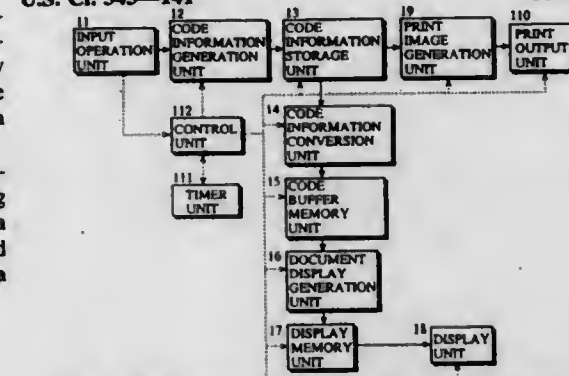 U.S. Cl. 345—141
11
INPUT
OPERATION
UNIT
12
CODE
INFORMATION
GENERATION
UNIT
13
CODE
INFORMATION
STORAGE
UNIT
19
PRINT
IMAGE
GENERATION
UNIT
110
PRINT
OUTPUT
UNIT
112
CONTROL
UNIT
111
TIMER
UNIT
14
CODE
INFORMATION
CONVERSION
UNIT
15
CODE
BUFFER
MEMORY
UNIT
16
DOCUMENT
DISPLAY
GENERATION
UNIT
17
DISPLAY
MEMORY
UNIT
18
DISPLAY
UNIT